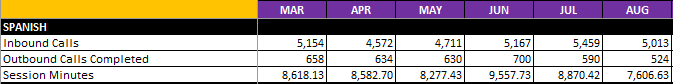 MAR APR MAY JUN JUL AUG
SPANISH
Inbound Calls 5,154 4,572 4,711 5,167 5,459 5,013
Outbound Calls Completed 658 634 630 700 590 524
Session Minutes 8,618.13 8,582.70 8,277.43 9,557.73 8,870.42 7,606.63